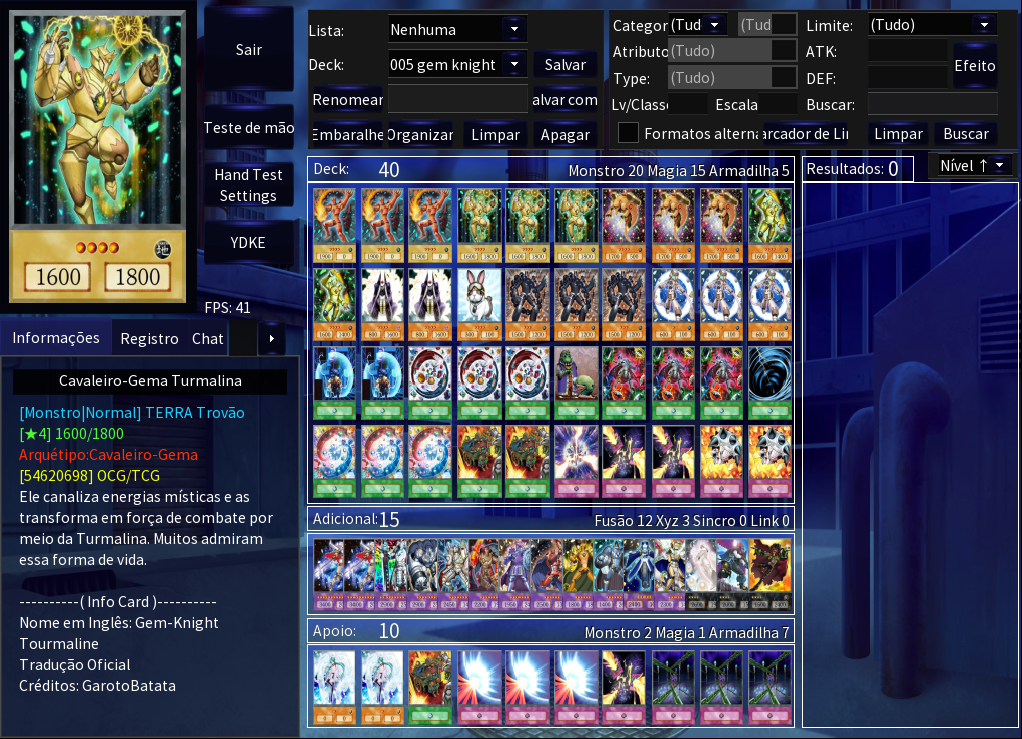 1600 1800
地
Sair
Teste de mão
Hand Test
Settings
YDKE
FPS: 41
Informações Registro Chat
Cavaleiro-Gema Turmalina
[Monstro|Normal] TERRA Trovão
[★4] 1600/1800
Arquétipo:Cavaleiro-Gema
[54620698] OCG/TCG
Ele canaliza energias místicas e as
transforma em força de combate por
meio da Turmalina. Muitos admiram
essa forma de vida.
----------( Info Card )----------
Nome em Inglês: Gem-Knight
Tourmaline
Tradução Oficial
Créditos: GarotoBatata
Lista: Nenhuma
Deck: 005 gem knight Salvar
Renomear alvar com
Embaralhe Organizar Limpar Apagar
Categor (Tud (Tud Limite: (Tudo)
Atributo (Tudo) ATK:
Type: (Tudo) DEF:
Efeito
Lv/Classe Escala Buscar:
Formatos alterna arcador de Lin Limpar Buscar
Deck: 40 Monstro 20 Magia 15 Armadilha 5
Resultados: 0 Nível ↑
Adicional: 15 Fusão 12 Xyz 3 Sincro 0 Link 0
Apoio: 10 Monstro 2 Magia 1 Armadilha 7